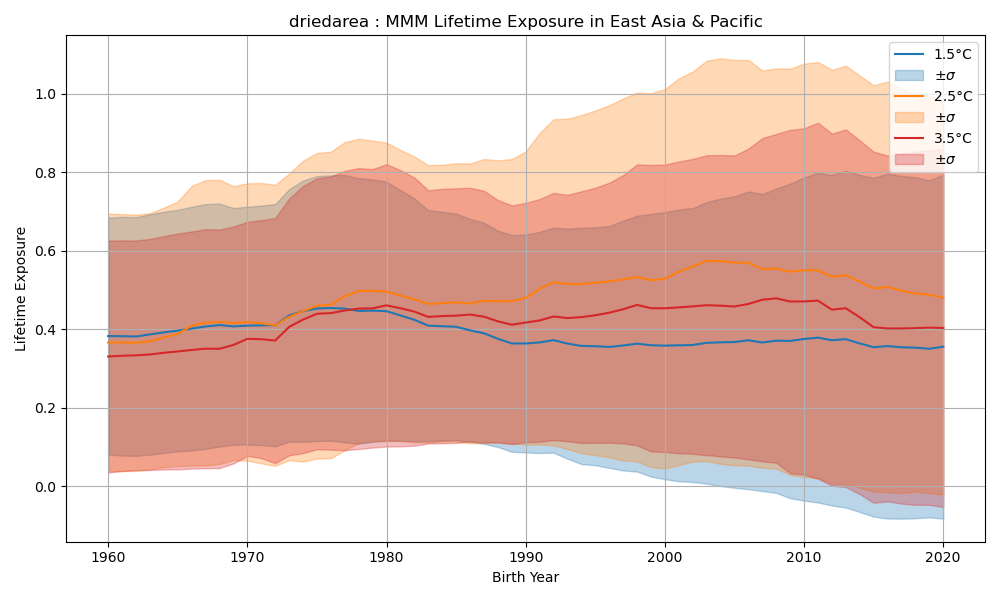 driedarea : MMM Lifetime Exposure in East Asia & Pacific
1.5°C
±σ
2.5°C
±σ
3.5°C
±σ
Lifetime Exposure
1.0
0.8
0.6
0.4
0.2
0.0
1960 1970 1980 1990 2000 2010 2020
Birth Year